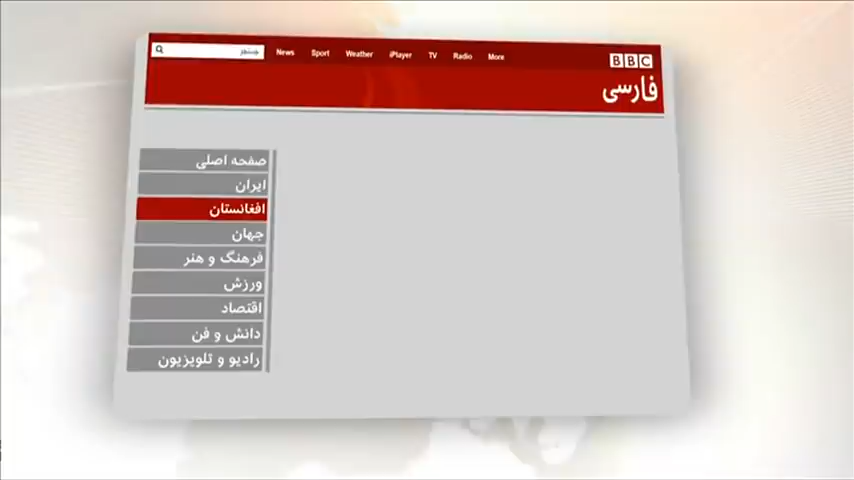 جستجو News Sport Weather iPlayer TV Radio More BBC
فارسی
صفحه اصلی
ایران
افغانستان
جهان
فرهنگ و هنر
ورزش
اقتصاد
دانش و فن
رادیو و تلویزیون